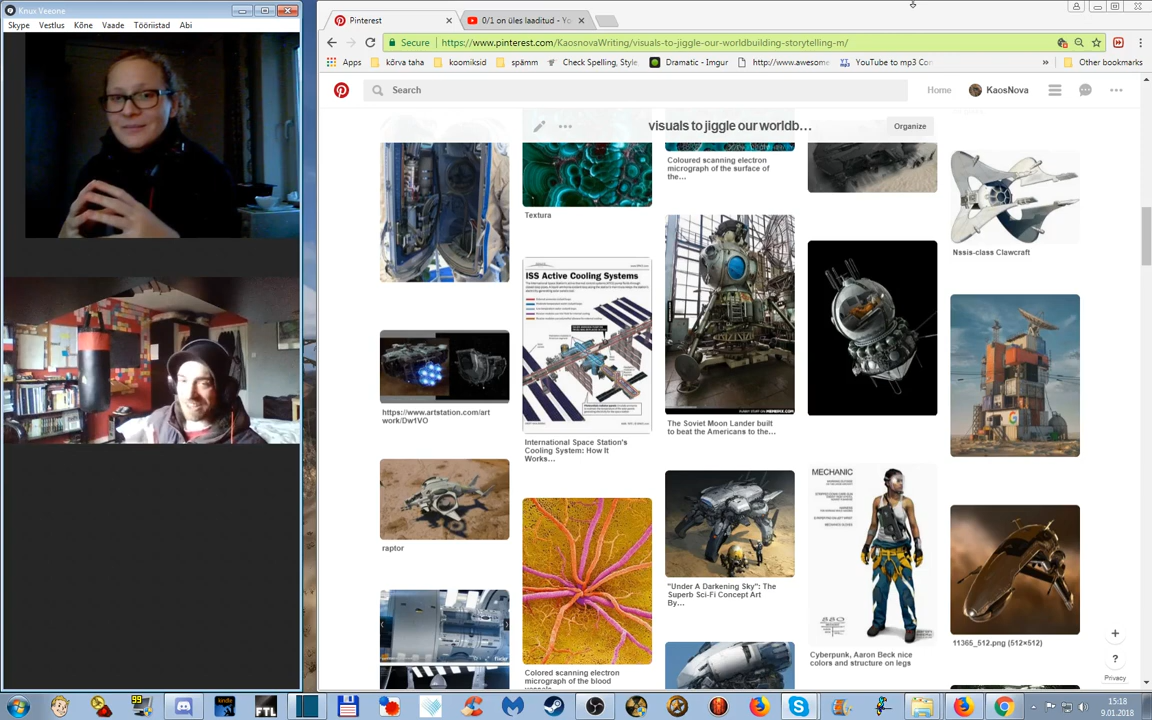 Knux Veeone
Skype Vestlus Kõne Vaade Tööriistad Abi
Pinterest
0/1 on üles laaditud - Yo
Secure https://www.pinterest.com/KaosnovaWriting/visuals-to-jiggle-our-worldbuilding-storytelling-m/
Apps kõrva taha koomiksid spämm Check Spelling, Style, Dramatic - Imgur http://www.awesome YouTube to mp3 Con » Other bookmarks
Search
Home KaosNova
visuals to jiggle our worldb...
Organize
Textura
Coloured scanning electron
micrograph of the surface of
the...
Nssis-class Clawcraft
ISS Active Cooling Systems
https://www.artstation.com/art
work/Dw1VO
International Space Station's
Cooling System: How It
Works...
The Soviet Moon Lander built
to beat the Americans to the...
G
raptor
"Under A Darkening Sky": The
Superb Sci-Fi Concept Art
By...
MECHANIC
Cyberpunk, Aaron Beck nice
colors and structure on legs
11365_512.png (512×512)
Colored scanning electron
micrograph of the blood
vessels...
+
?
Privacy
99
kindle
FTL
15:18
9.01.2018